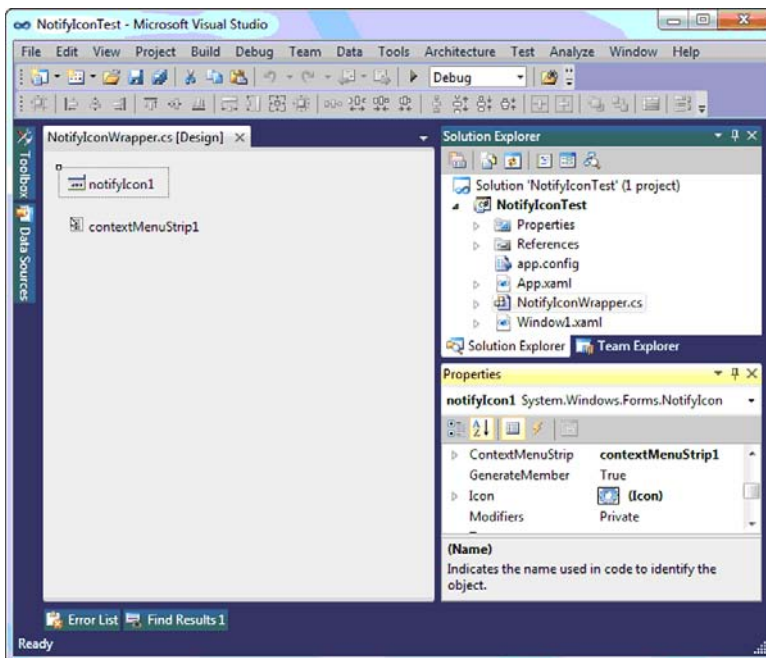 NotifyIconTest - Microsoft Visual Studio
File Edit View Project Build Debug Team Data Tools Architecture Test Analyze Window Help
Debug
Toolbox
Data Sources
NotifyIconWrapper.cs [Design]
notifyIcon1
contextMenuStrip1
Solution Explorer
Solution 'NotifyIconTest' (1 project)
NotifyIconTest
Properties
References
app.config
App.xaml
NotifyIconWrapper.cs
Window1.xaml
Solution Explorer Team Explorer
Properties
notifyIcon1 System.Windows.Forms.NotifyIcon
ContextMenuStrip contextMenuStrip1
GenerateMember True
Icon (Icon)
Modifiers Private
(Name)
Indicates the name used in code to identify the
object.
Error List Find Results 1
Ready